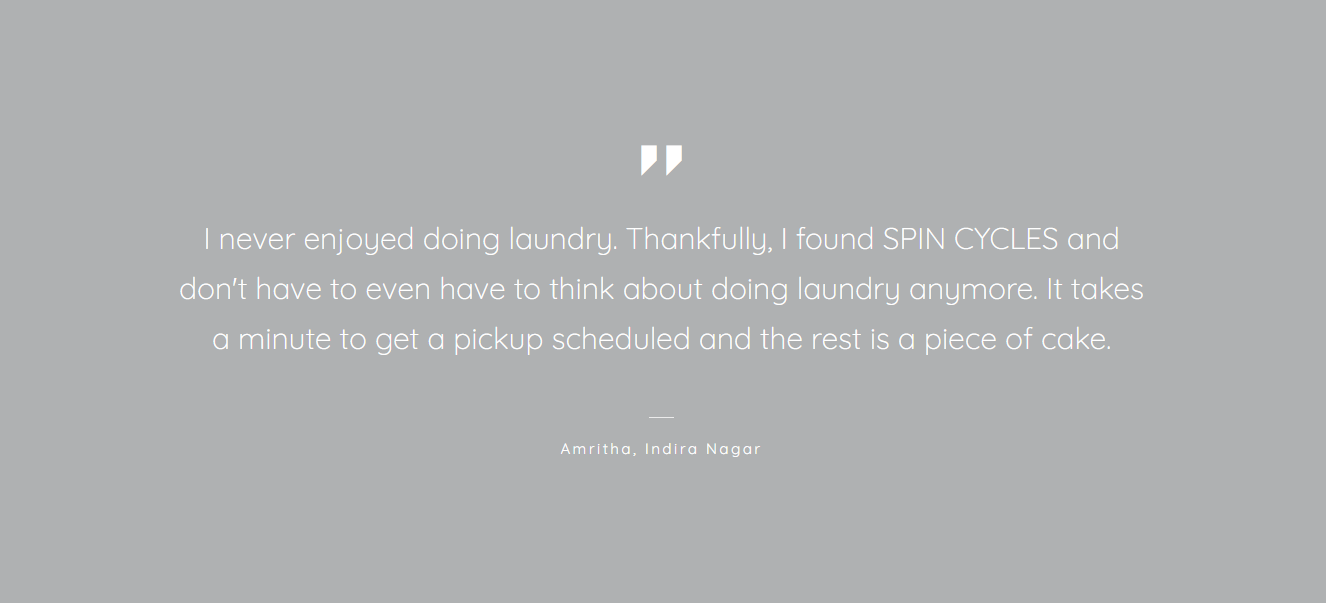 "
I never enjoyed doing laundry. Thankfully, I found SPIN CYCLES and
don't have to even have to think about doing laundry anymore. It takes
a minute to get a pickup scheduled and the rest is a piece of cake.
Amritha, Indira Nagar